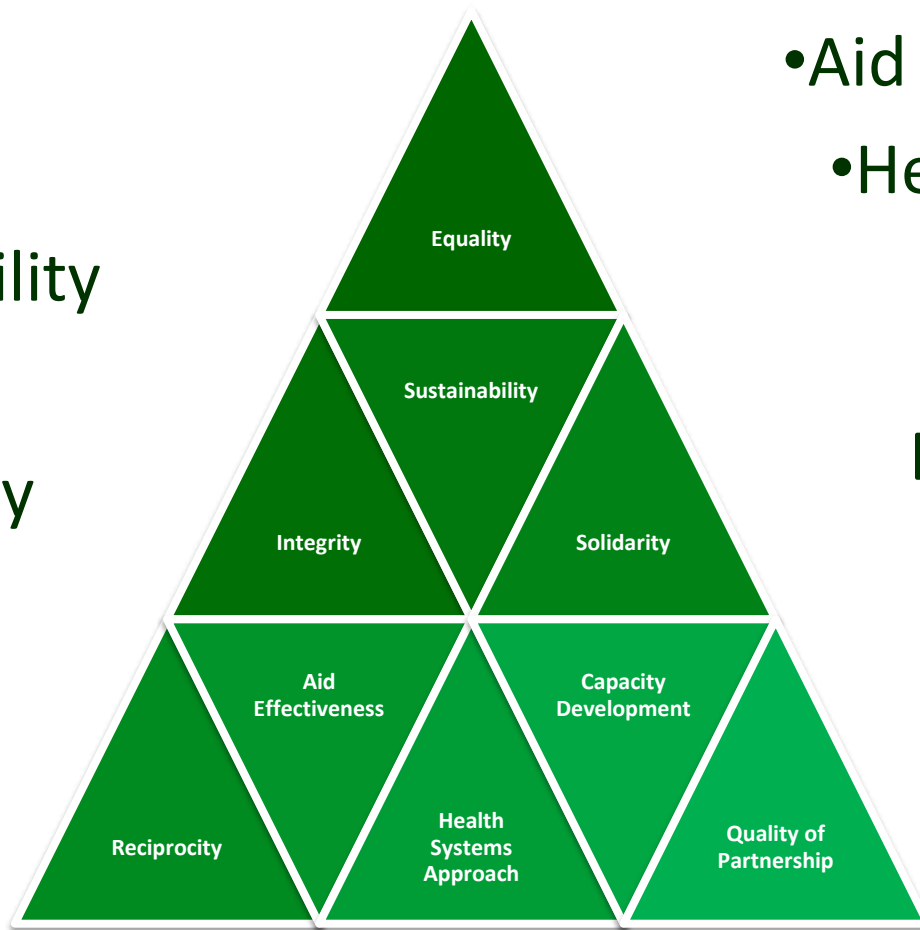 •Aid
•He
ility
y
Equality
Sustainability
Integrity
Solidarity
Aid
Effectiveness
Capacity
Development
Reciprocity
Health
Systems
Approach
Quality of
Partnership